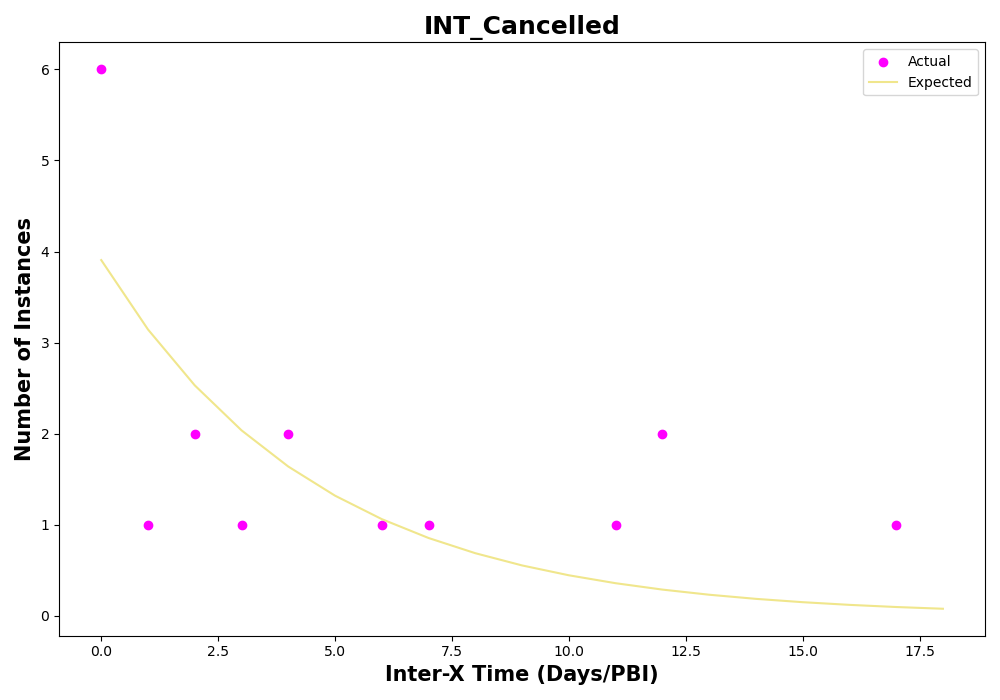 INT_Cancelled
Actual
Expected
6
5
4
3
2
1
0
Number of Instances
0.0 2.5 5.0 7.5 10.0 12.5 15.0 17.5
Inter-X Time (Days/PBI)